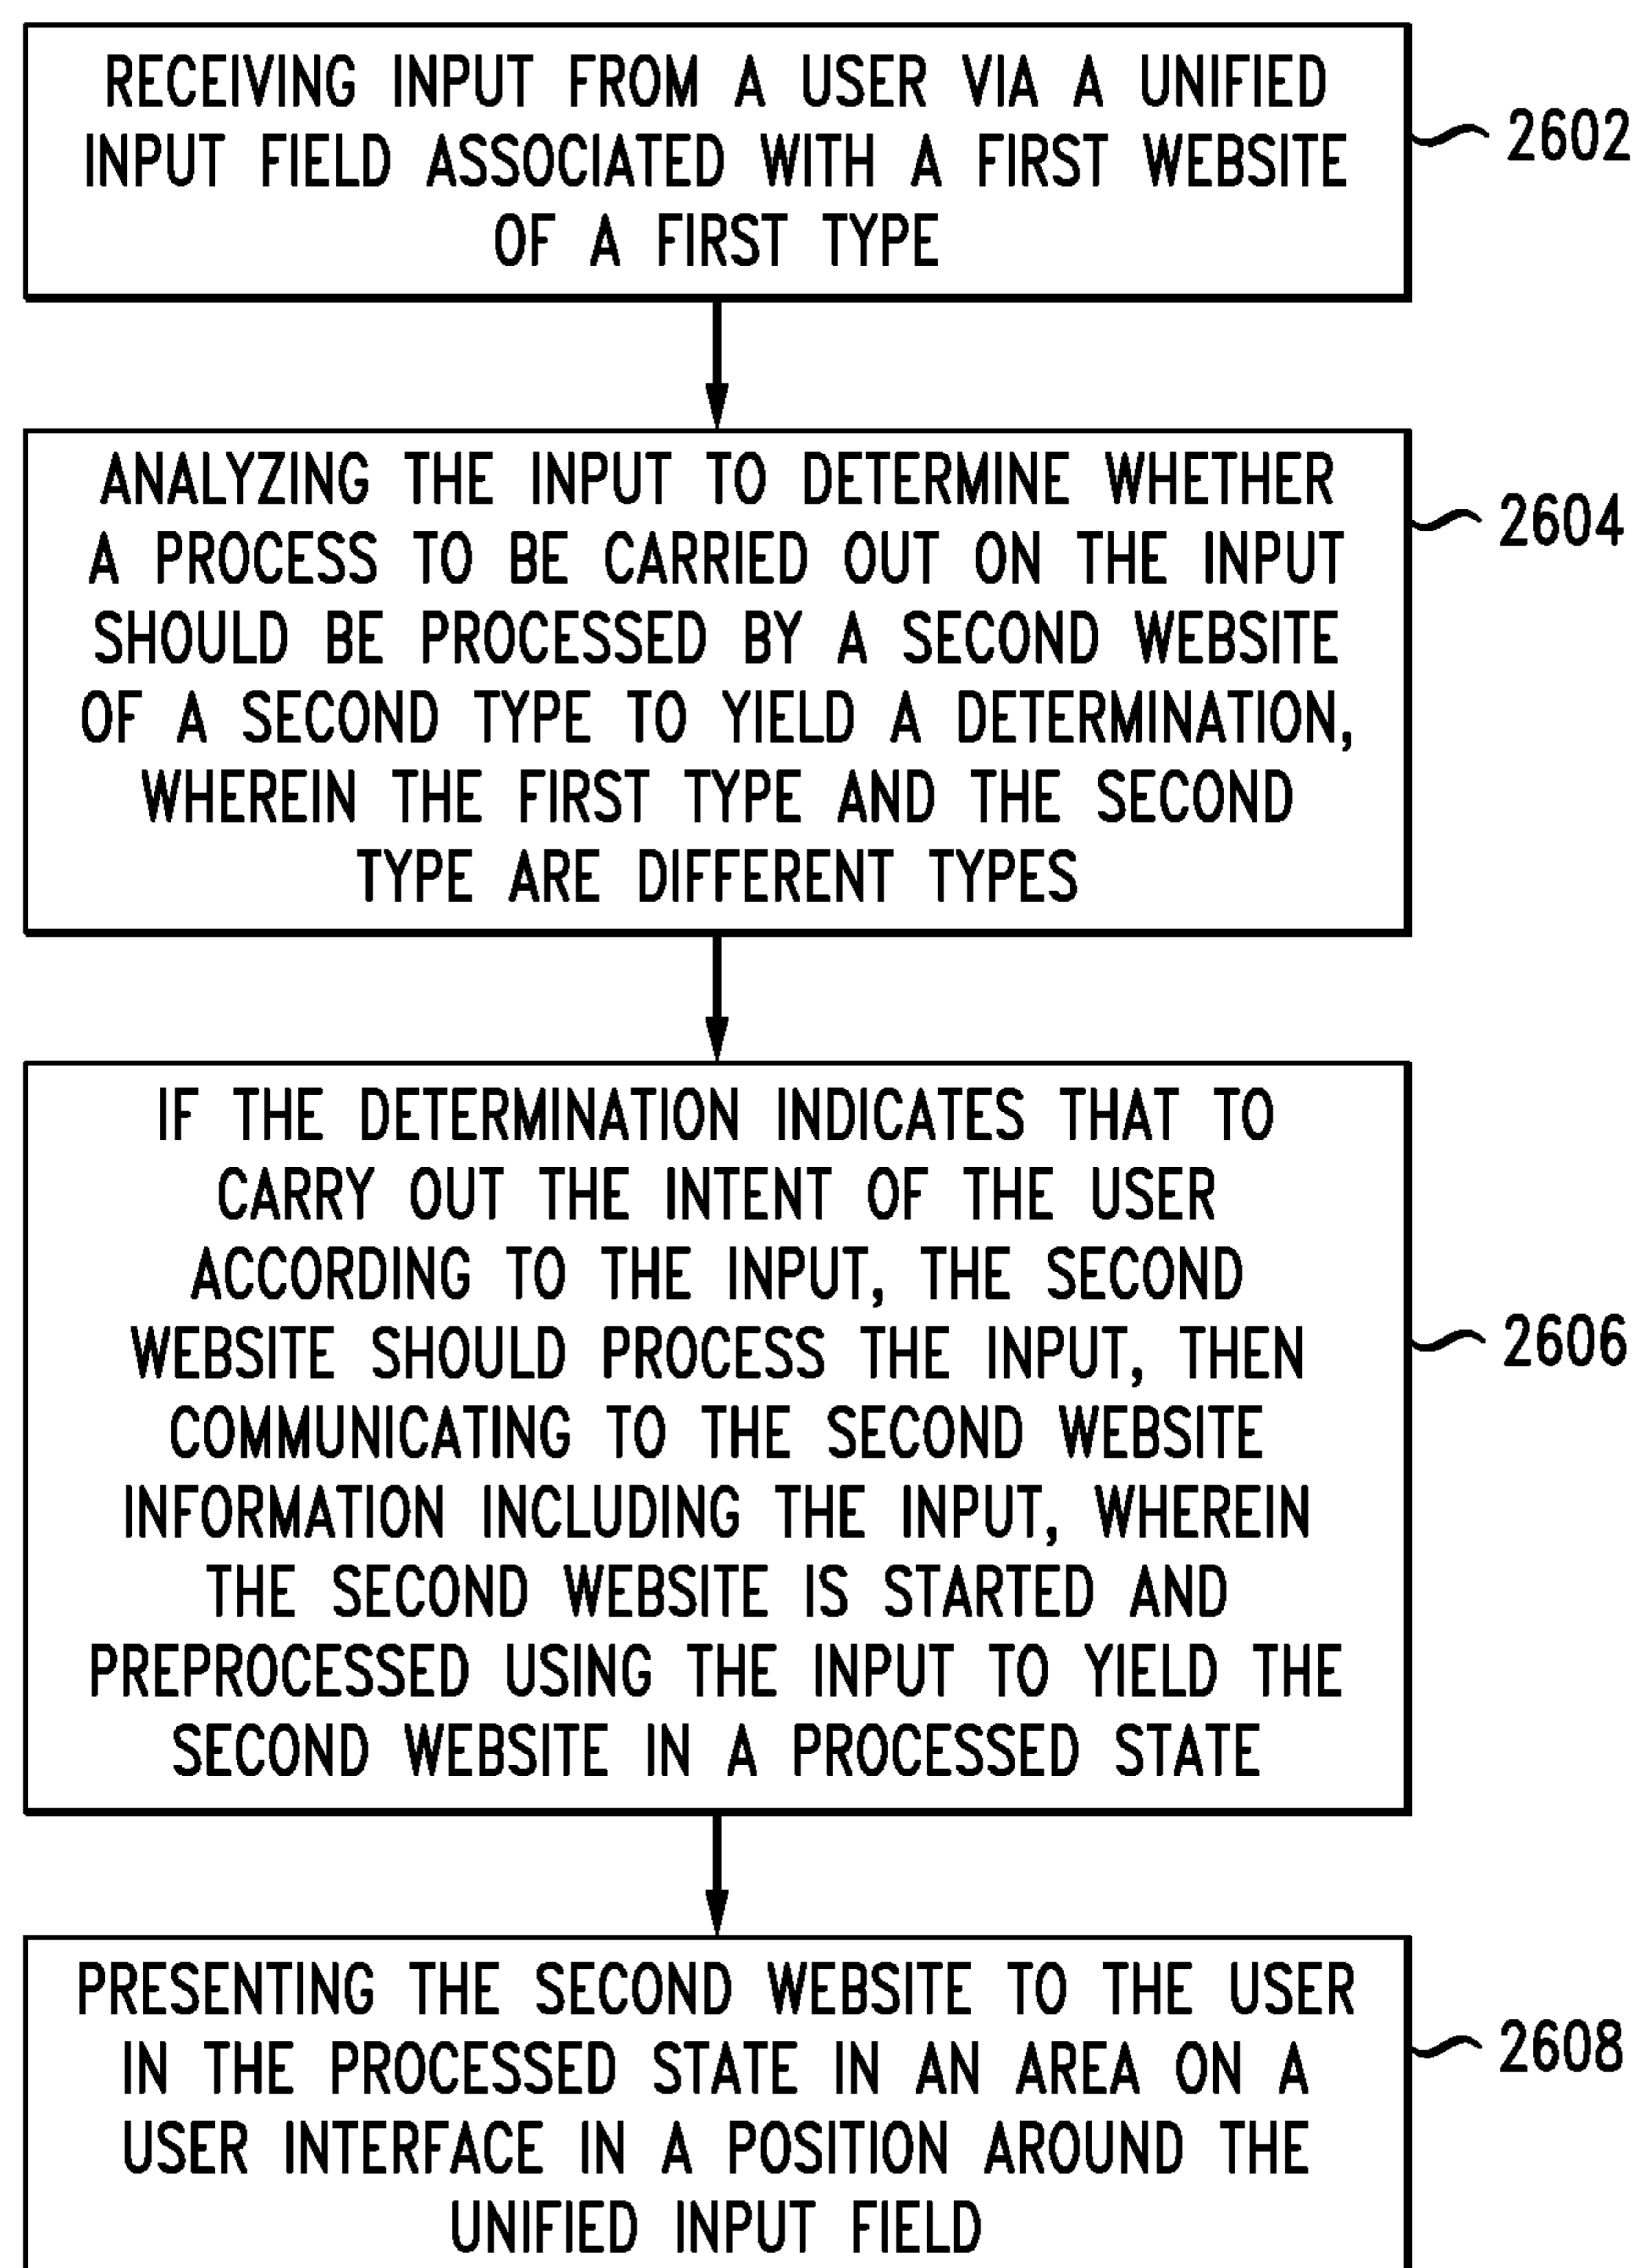 RECEIVING INPUT FROM A USER VIA A UNIFIED
INPUT FIELD ASSOCIATED WITH A FIRST WEBSITE
OF A FIRST TYPE
2602
ANALYZING THE INPUT TO DETERMINE WHETHER
A PROCESS TO BE CARRIED OUT ON THE INPUT
SHOULD BE PROCESSED BY A SECOND WEBSITE
OF A SECOND TYPE TO YIELD A DETERMINATION,
WHEREIN THE FIRST TYPE AND THE SECOND
TYPE ARE DIFFERENT TYPES
2604
IF THE DETERMINATION INDICATES THAT TO
CARRY OUT THE INTENT OF THE USER
ACCORDING TO THE INPUT, THE SECOND
WEBSITE SHOULD PROCESS THE INPUT, THEN
COMMUNICATING TO THE SECOND WEBSITE
INFORMATION INCLUDING THE INPUT, WHEREIN
THE SECOND WEBSITE IS STARTED AND
PREPROCESSED USING THE INPUT TO YIELD THE
SECOND WEBSITE IN A PROCESSED STATE
2606
PRESENTING THE SECOND WEBSITE TO THE USER
IN THE PROCESSED STATE IN AN AREA ON A
USER INTERFACE IN A POSITION AROUND THE
UNIFIED INPUT FIELD
2608